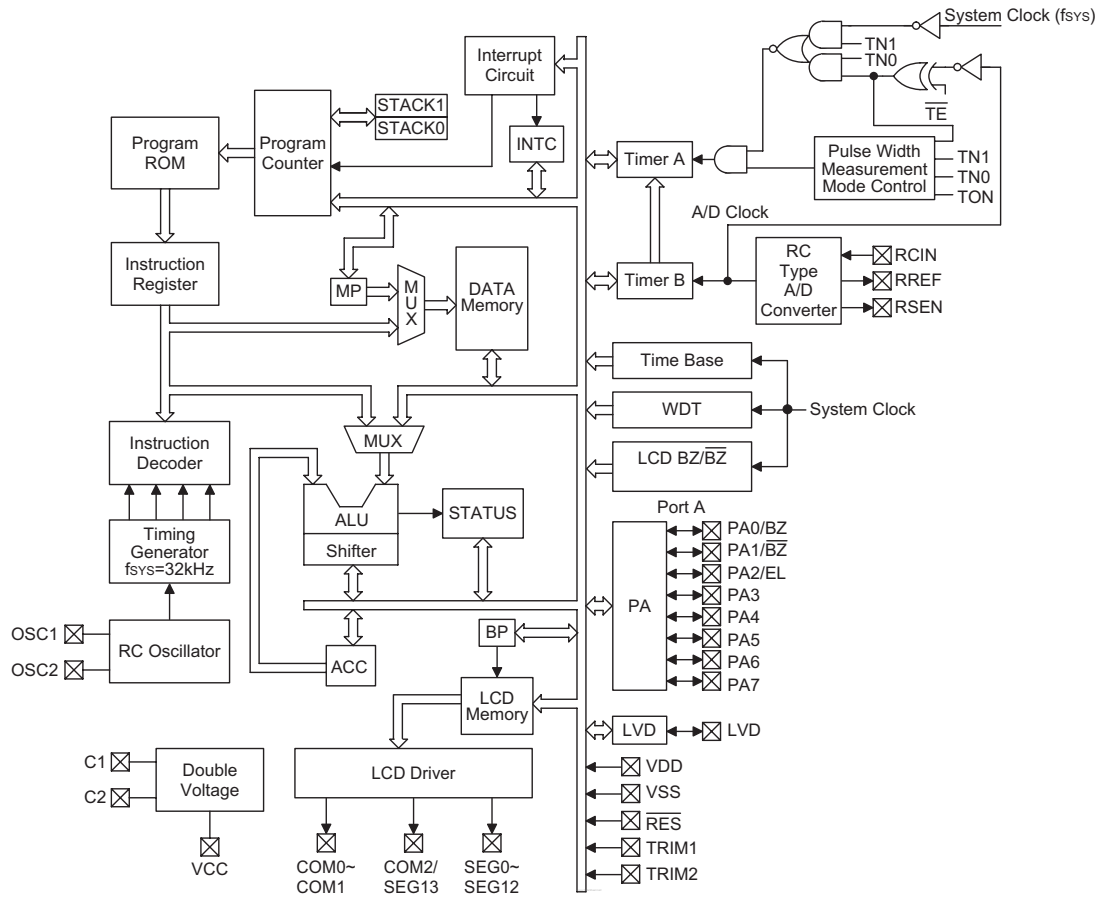 System Clock (fSYS)
TN1
TN0
TE
Interrupt
Circuit
STACK1
STACK0
INTC
Program
ROM
Program
Counter
Timer A
Pulse Width
Measurement
Mode Control
TN1
TN0
TON
A/D Clock
Instruction
Register
MP
MUX
DATA
Memory
Timer B
RC
Type
A/D
Converter
RCIN
RREF
RSEN
Time Base
WDT
System Clock
LCD BZ/BZ
Instruction
Decoder
MUX
ALU
Shifter
STATUS
Timing
Generator
fSYS=32kHz
Port A
PA
PA0/BZ
PA1/BZ
PA2/EL
PA3
PA4
PA5
PA6
PA7
OSC1
OSC2
RC Oscillator
BP
ACC
LCD
Memory
LVD
LVD
C1
C2
Double
Voltage
VCC
LCD Driver
VDD
VSS
RES
TRIM1
TRIM2
COM0~
COM1
COM2/
SEG13
SEG0~
SEG12